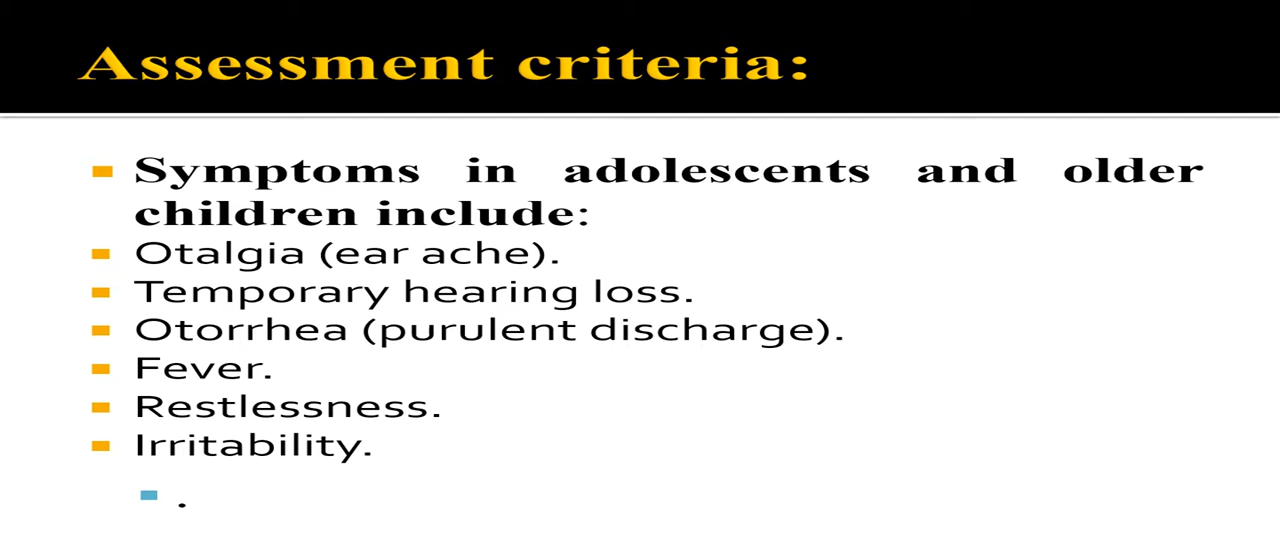 Assessment criteria:
Symptoms in adolescents and older
children include:
Otalgia (ear ache).
Temporary hearing loss.
Otorrhea (purulent discharge).
Fever.
Restlessness.
Irritability.
.